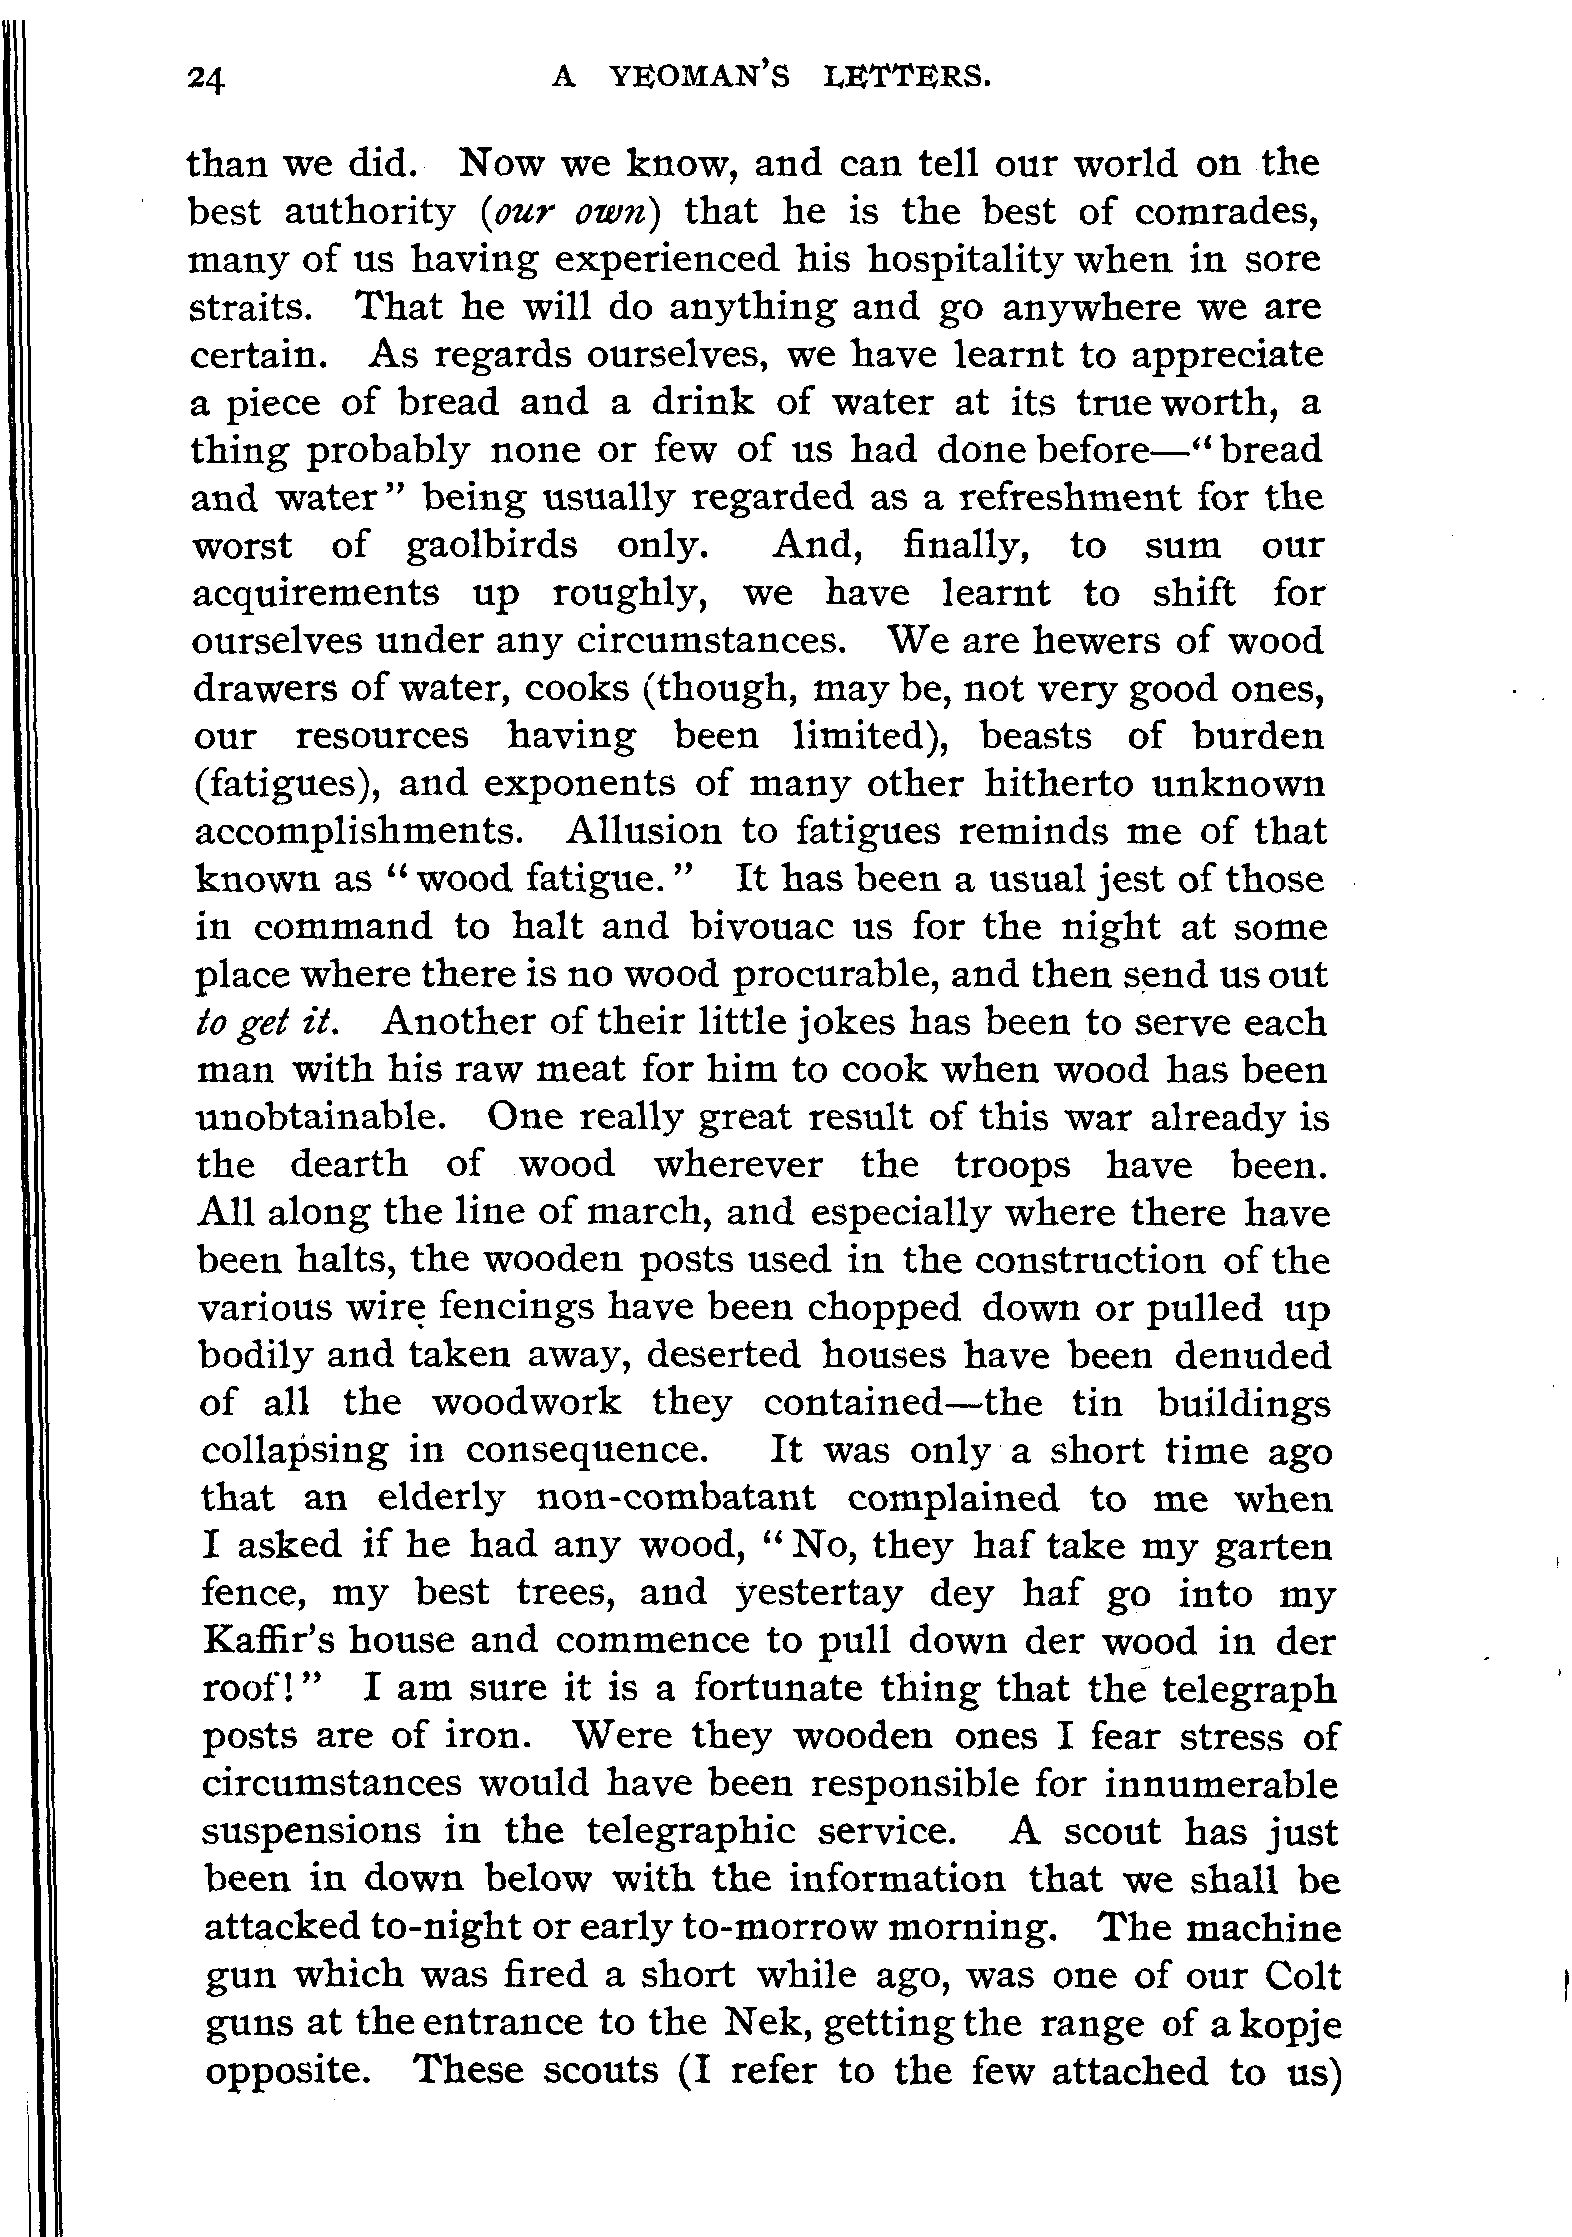 24 A YEOMAN'S LETTERS.
than we did. Now we know, and can tell our world on the
best authority (our own) that he is the best of comrades,
many of us having experienced his hospitality when in sore
straits. That he will do anything and go anywhere we are
certain. As regards ourselves, we have learnt to appreciate
a piece of bread and a drink of water at its true worth, a
thing probably none or few of us had done before—"bread
and water" being usually regarded as a refreshment for the
worst of gaolbirds only. And, finally, to sum our
acquirements up roughly, we have learnt to shift for
ourselves under any circumstances. We are hewers of wood
drawers of water, cooks (though, may be, not very good ones,
our resources having been limited), beasts of burden
(fatigues), and exponents of many other hitherto unknown
accomplishments. Allusion to fatigues reminds me of that
known as "wood fatigue." It has been a usual jest of those
in command to halt and bivouac us for the night at some
place where there is no wood procurable, and then send us out
to get it. Another of their little jokes has been to serve each
man with his raw meat for him to cook when wood has been
unobtainable. One really great result of this war already is
the dearth of wood wherever the troops have been.
All along the line of march, and especially where there have
been halts, the wooden posts used in the construction of the
various wire fencings have been chopped down or pulled up
bodily and taken away, deserted houses have been denuded
of all the woodwork they contained—the tin buildings
collapsing in consequence. It was only a short time ago
that an elderly non-combatant complained to me when
I asked if he had any wood, "No, they haf take my garten
fence, my best trees, and yestertay dey haf go into my
Kaffir's house and commence to pull down der wood in der
roof!" I am sure it is a fortunate thing that the telegraph
posts are of iron. Were they wooden ones I fear stress of
circumstances would have been responsible for innumerable
suspensions in the telegraphic service. A scout has just
been in down below with the information that we shall be
attacked to-night or early to-morrow morning. The machine
gun which was fired a short while ago, was one of our Colt
guns at the entrance to the Nek, getting the range of a kopje
opposite. These scouts (I refer to the few attached to us)